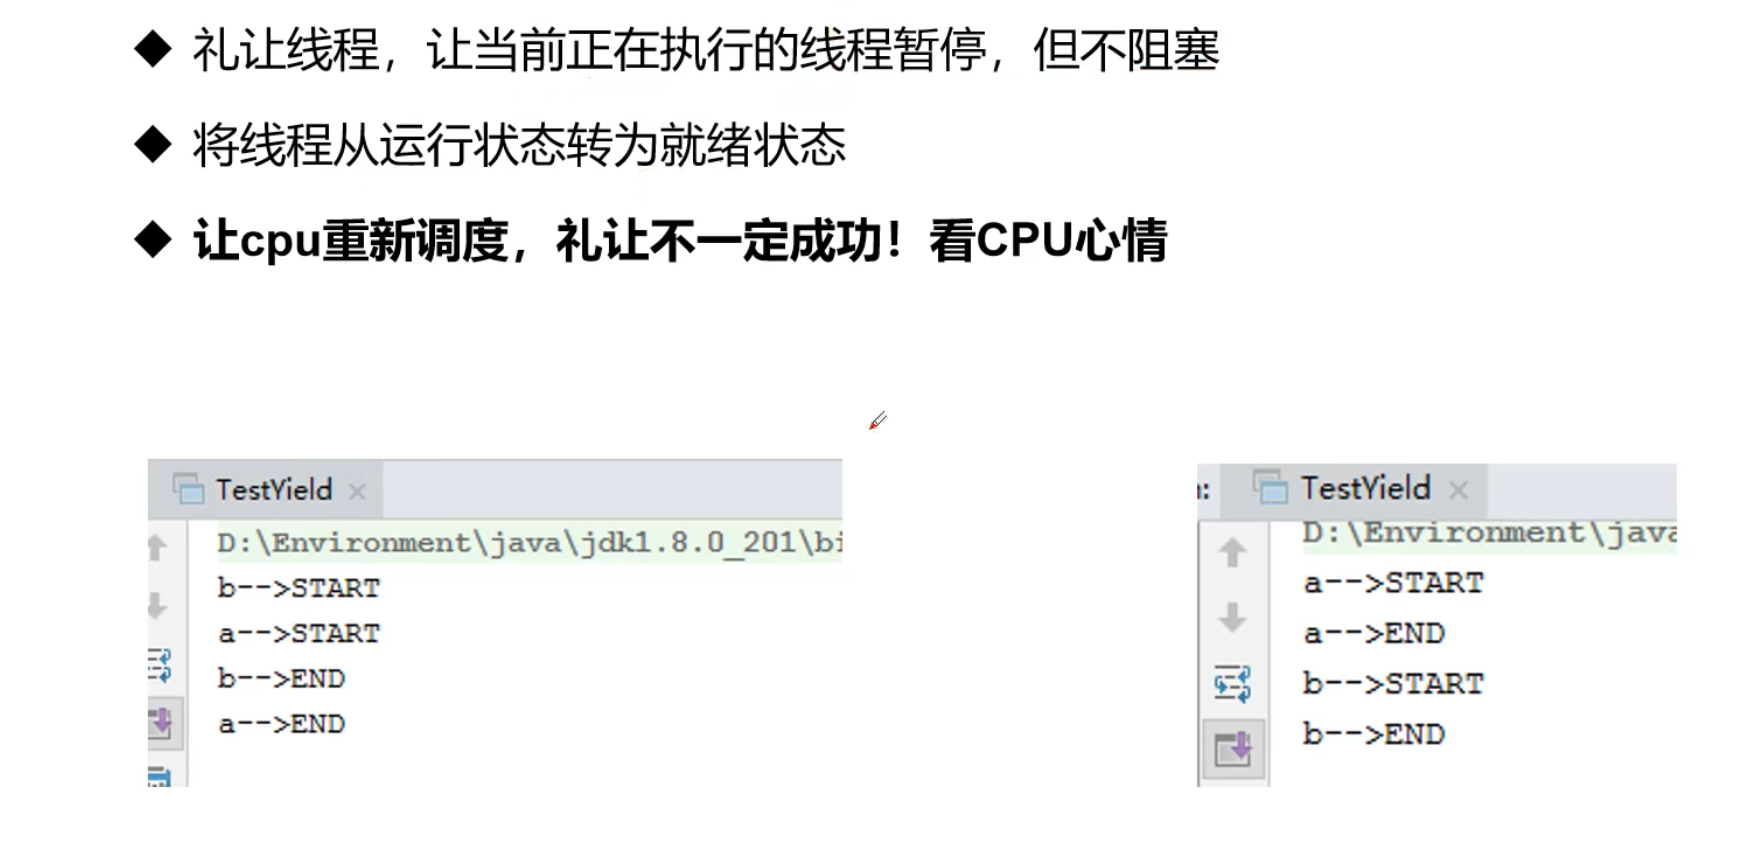 礼让线程，让当前正在执行的线程暂停，但不阻塞
将线程从运行状态转为就绪状态
让cpu重新调度，礼让不一定成功！看CPU心情
TestYield
D:\Environment\java\jdk1.8.0_201\bi
b-->START
a-->START
b-->END
a-->END
TestYield
D:\Environment\java
a-->START
a-->END
b-->START
b-->END